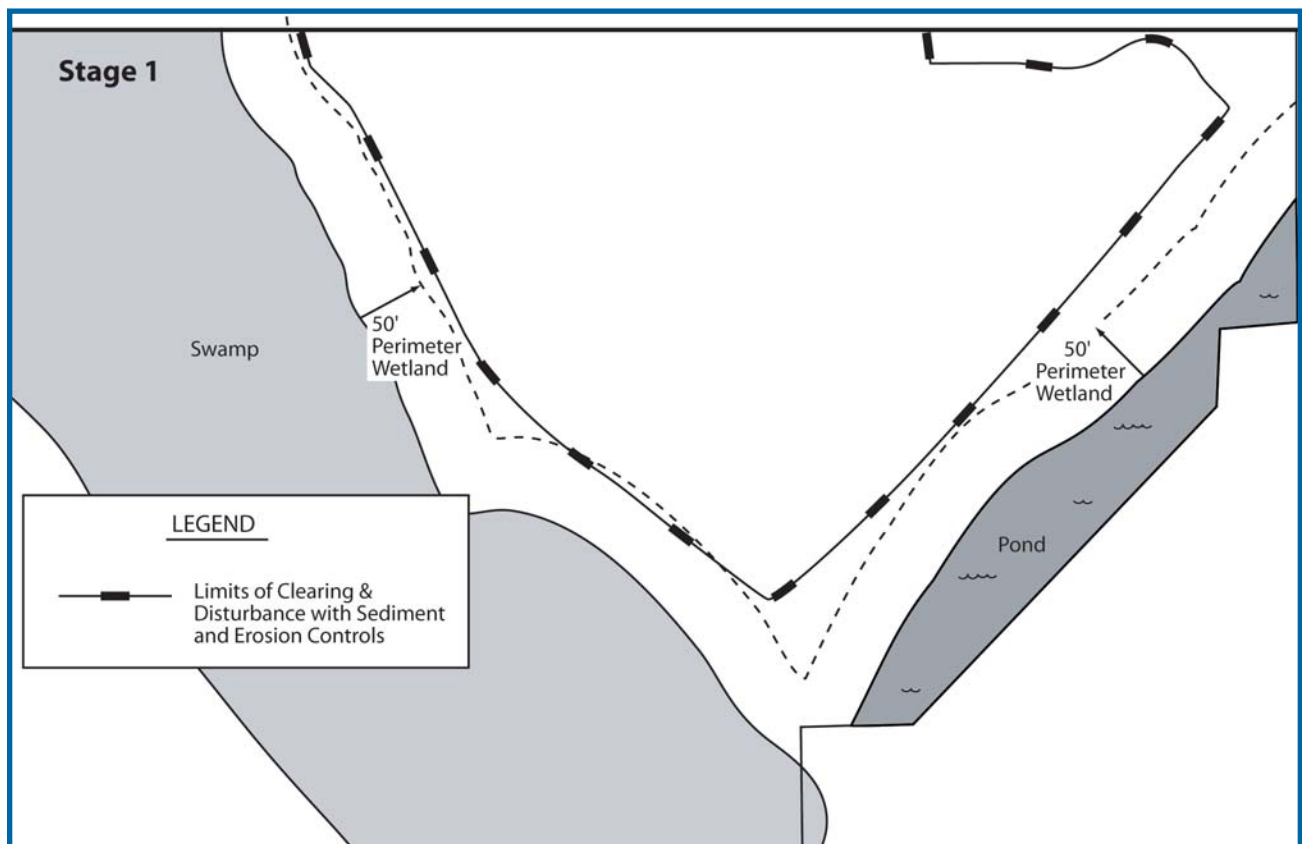 Stage 1
Swamp
50'
Perimeter
Wetland
50'
Perimeter
Wetland
Pond
LEGEND
Limits of Clearing &
Disturbance with Sediment
and Erosion Controls